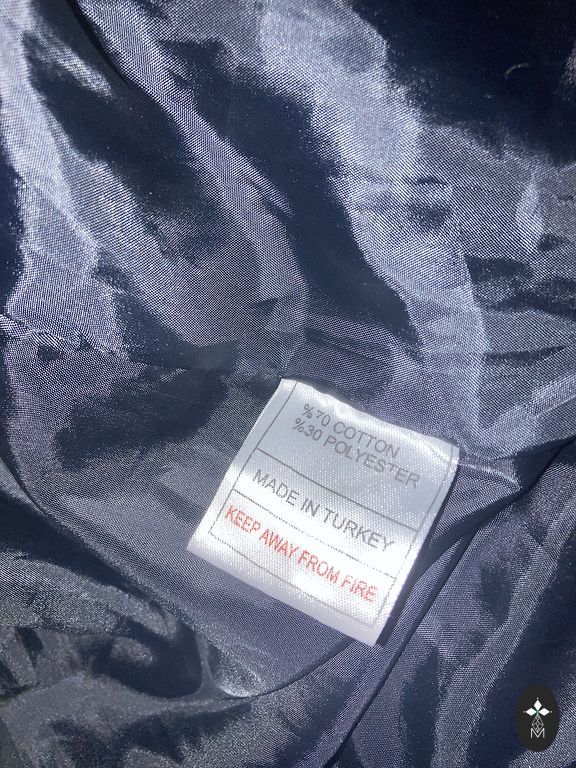 %70 COTTON
%30 POLYESTER
MADE IN TURKEY
KEEP AWAY FROM FIRE